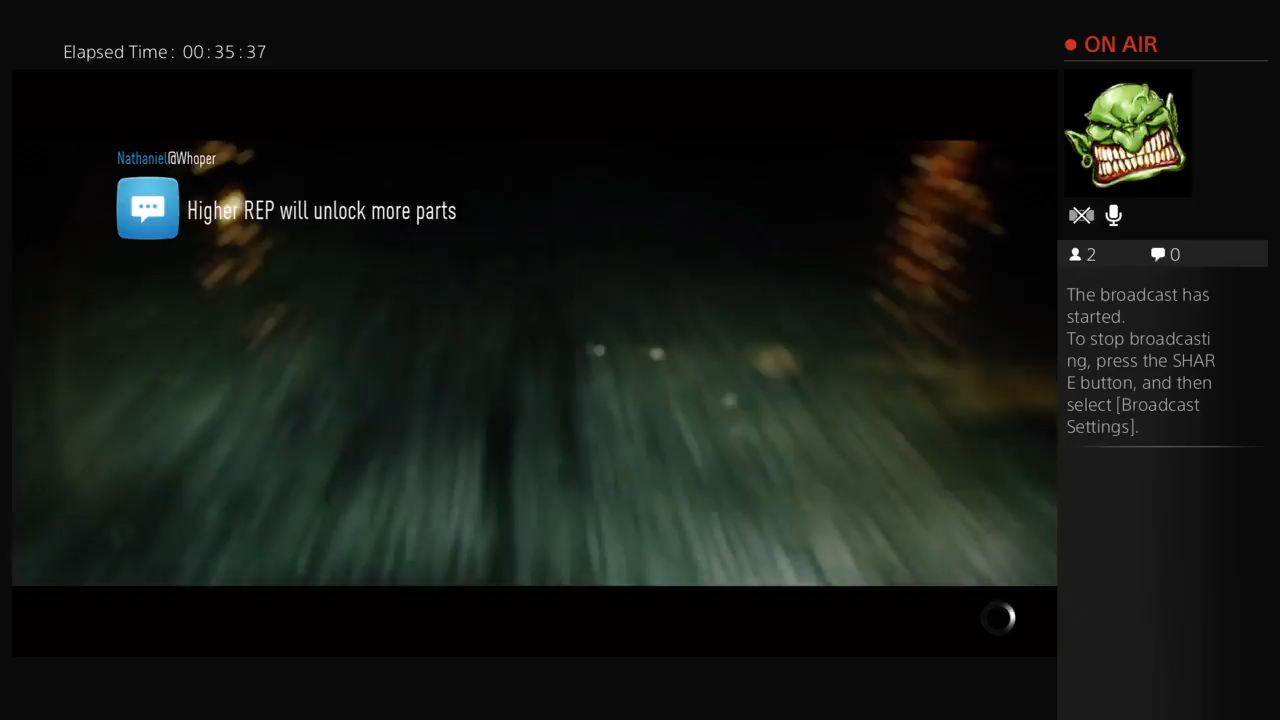 Elapsed Time: 00:35:37
ON AIR
Nathaniel@Whoper
Higher REP will unlock more parts
2
0
The broadcast has
started.
To stop broadcasti
ng, press the SHAR
E button, and then
select [Broadcast
Settings].